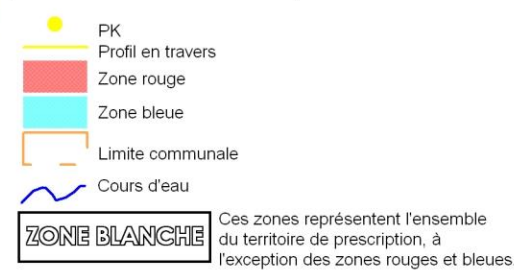 PK
Profil en travers
Zone rouge
Zone bleue
Limite communale
Cours d'eau
ZONE BLANCHE
Ces zones représentent l'ensemble
du territoire de prescription, à
l'exception des zones rouges et bleues.